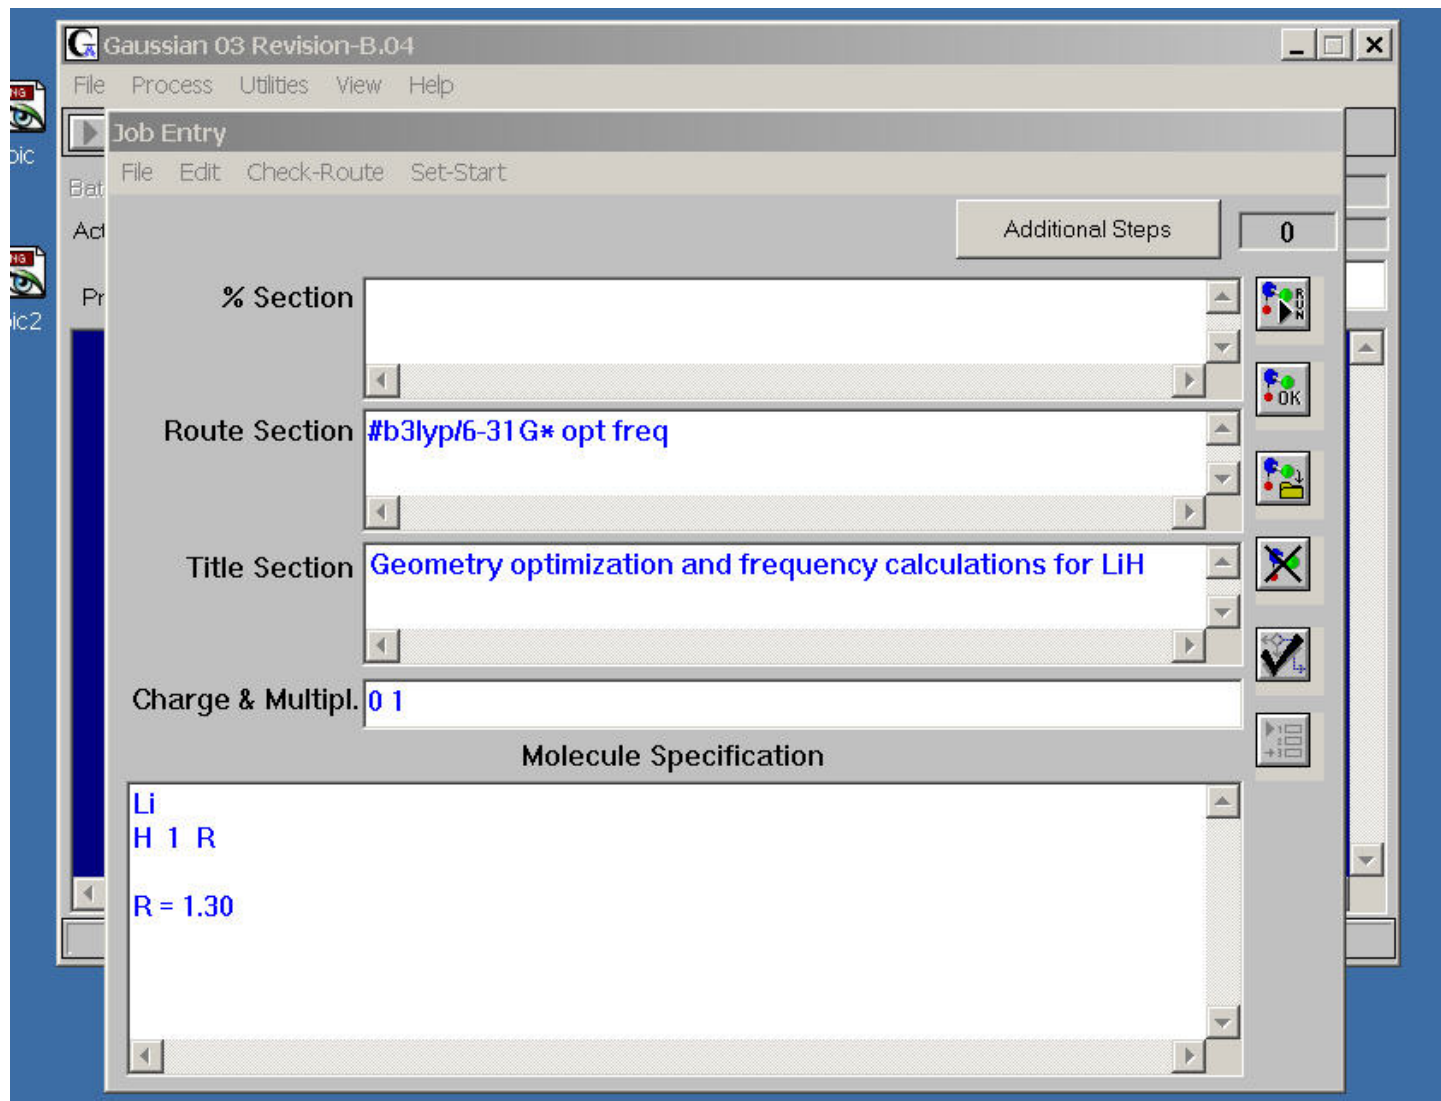 Gaussian 03 Revision-B.04
File Process Utilities View Help
Job Entry
File Edit Check-Route Set-Start
Additional Steps 0
% Section
Route Section #b3lyp/6-31G* opt freq
Title Section Geometry optimization and frequency calculations for LiH
Charge & Multipl. 0 1
Molecule Specification
Li
H 1 R
R = 1.30
RUN
OK